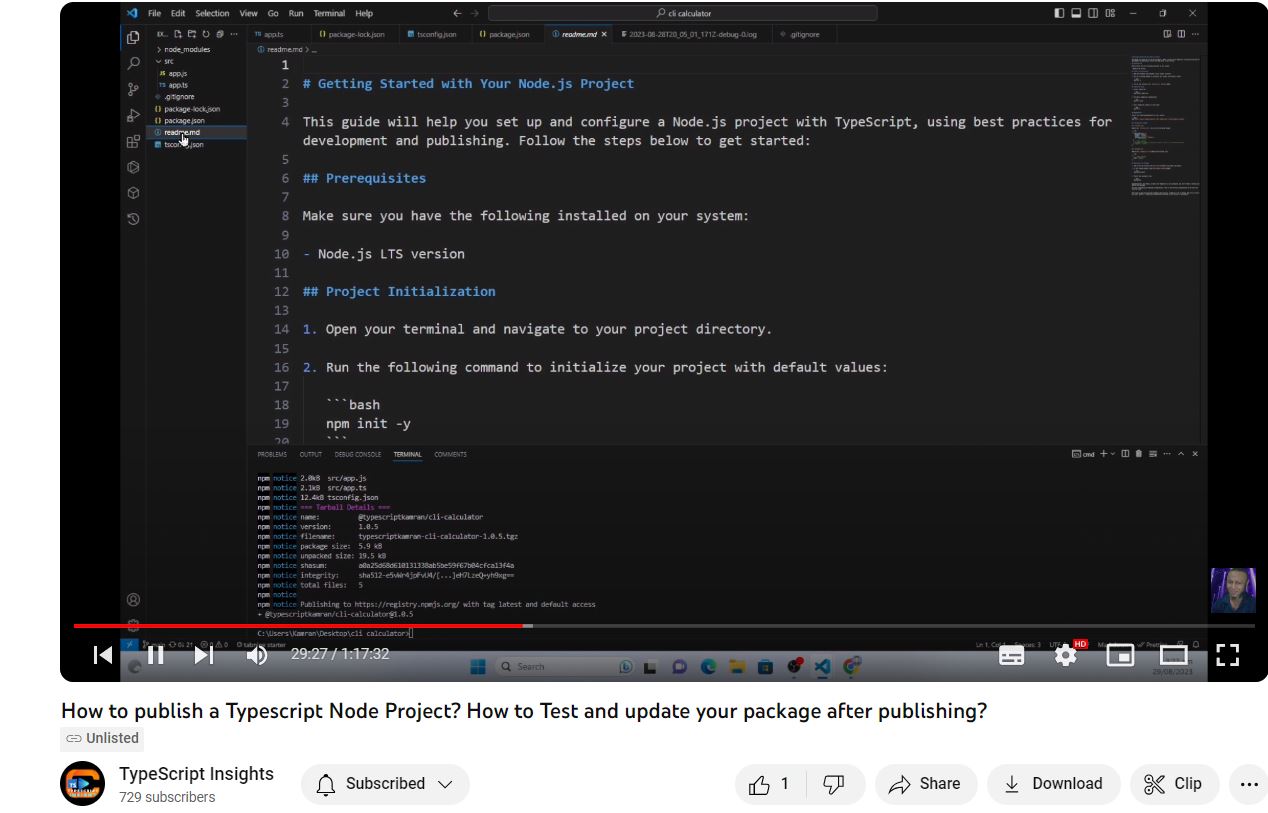 File Edit Selection View Go Run Terminal Help
cli calculator
EX...
app.ts package-lock.json tsconfig.json package.json readme.md 2023-08-28T20_05_01_171Z-debug-0.log .gitignore
node_modules
src
app.js
app.ts
.gitignore
package-lock.json
package.json
readme.md
tsconfig.json
readme.md > ...
1
2 # Getting Started with Your Node.js Project
3
4 This guide will help you set up and configure a Node.js project with TypeScript, using best practices for
development and publishing. Follow the steps below to get started:
5
6 ## Prerequisites
7
8 Make sure you have the following installed on your system:
9
10 - Node.js LTS version
11
12 ## Project Initialization
13
14 1. Open your terminal and navigate to your project directory.
15
16 2. Run the following command to initialize your project with default values:
17
18 ```bash
19 npm init -y
20 ```
PROBLEMS OUTPUT DEBUG CONSOLE TERMINAL COMMENTS
cmd
npm notice 2.0kB src/app.js
npm notice 2.1kB src/app.ts
npm notice 12.4kB tsconfig.json
npm notice === Tarball Details ===
npm notice name: @typescriptkamran/cli-calculator
npm notice version: 1.0.5
npm notice filename: typescriptkamran-cli-calculator-1.0.5.tgz
npm notice package size: 5.9 kB
npm notice unpacked size: 19.5 kB
npm notice shasum: a0a25d68d610131338ab5be59f67b04cfca13f4a
npm notice integrity: sha512-e5vWr4jpFvU4/[...]eH7LzeQ+yh9xg==
npm notice total files: 5
npm notice
npm notice Publishing to https://registry.npmjs.org/ with tag latest and default access
+ @typescriptkamran/cli-calculator@1.0.5
C:\Users\Kamran\Desktop\cli calculator>
29:27 / 1:17:32
HD
Search
29/08/2023
How to publish a Typescript Node Project? How to Test and update your package after publishing?
Unlisted
TypeScript Insights
729 subscribers
Subscribed
1
Share
Download
Clip